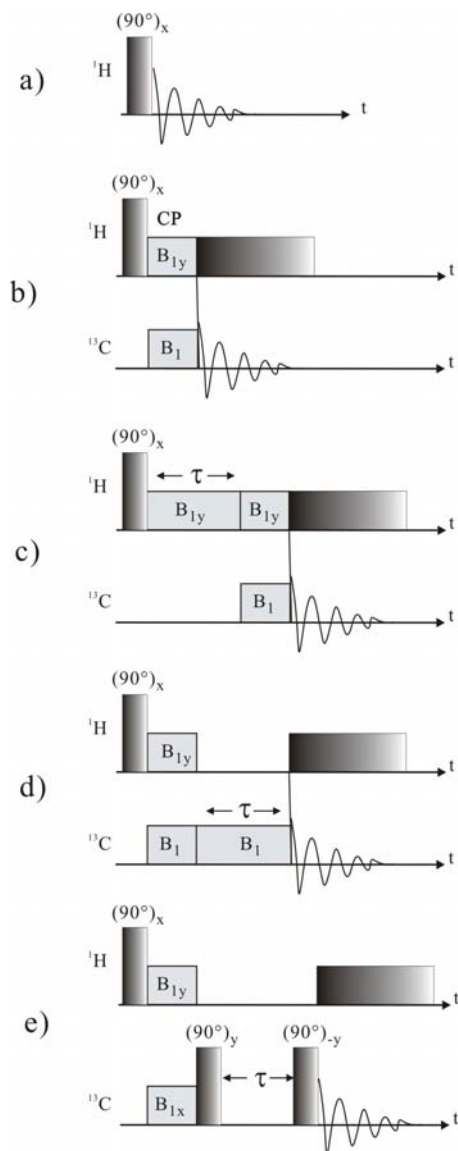 (90°)x
¹H
a)
t
(90°)x
CP
¹H
B1y
t
b)
¹³C
B1
t
(90°)x
τ
¹H
B1y B1y
t
c)
¹³C
B1
t
(90°)x
¹H
B1y
t
d)
τ
¹³C
B1 B1
t
(90°)x
¹H
B1y
t
e)
(90°)y (90°)-y
τ
¹³C
B1x
t